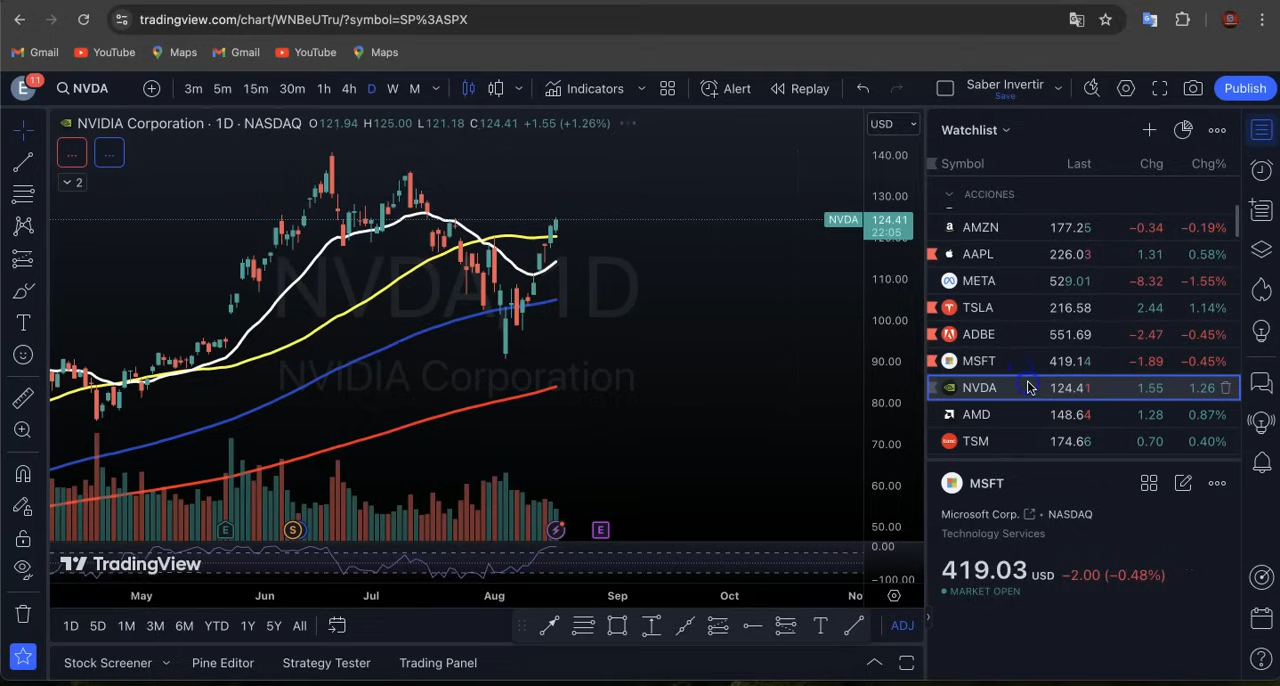 tradingview.com/chart/WNBeUTru/?symbol=SP%3ASPX
Gmail YouTube Maps Gmail YouTube Maps
E 11 NVDA 3m 5m 15m 30m 1h 4h D W M Indicators Alert Replay Saber Invertir Save Publish
NVIDIA Corporation · 1D · NASDAQ O121.94 H125.00 L121.18 C124.41 +1.55 (+1.26%)
USD
... ...
2
140.00
130.00
NVDA 124.41
22:05
110.00
100.00
90.00
80.00
70.00
60.00
50.00
0.00
−100.00
NVDA, 1D
NVIDIA Corporation
E S E
TradingView
May Jun Jul Aug Sep Oct No
1D 5D 1M 3M 6M YTD 1Y 5Y All ADJ
Stock Screener Pine Editor Strategy Tester Trading Panel
Watchlist
Symbol Last Chg Chg%
ACCIONES
AMZN 177.25 −0.34 −0.19%
AAPL 226.03 1.31 0.58%
META 529.01 −8.32 −1.55%
TSLA 216.58 2.44 1.14%
ADBE 551.69 −2.47 −0.45%
MSFT 419.14 −1.89 −0.45%
NVDA 124.41 1.55 1.26
AMD 148.64 1.28 0.87%
TSM 174.66 0.70 0.40%
MSFT
Microsoft Corp. • NASDAQ
Technology Services
419.03 USD −2.00 (−0.48%)
MARKET OPEN